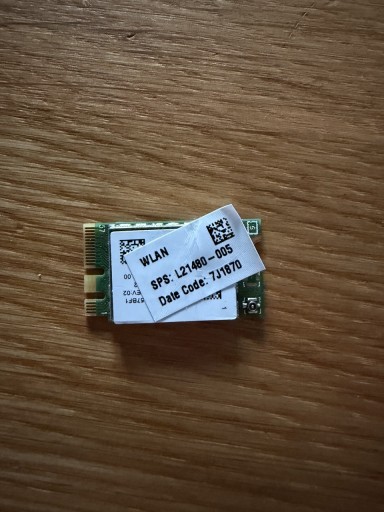 WLAN
SPS: L21480-005
Date Code: 7J1870